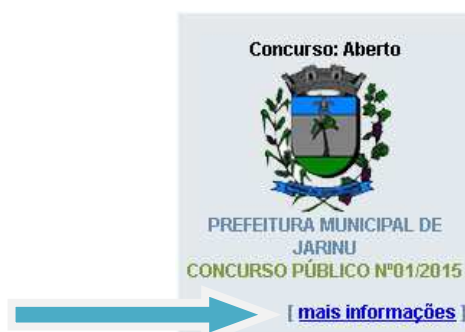 Concurso: Aberto
PREFEITURA MUNICIPAL DE
JARINU
CONCURSO PÚBLICO Nº01/2015
[ mais informações ]